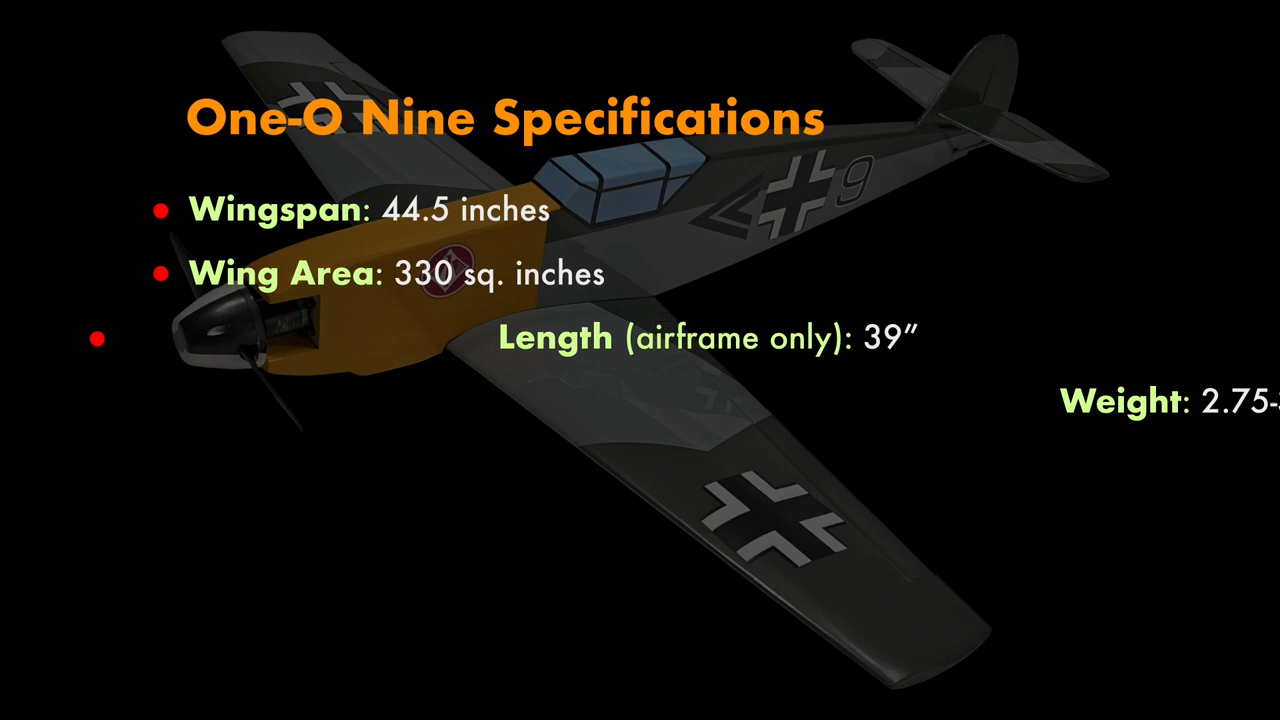 One-O Nine Specifications
• Wingspan: 44.5 inches
• Wing Area: 330 sq. inches
• Length (airframe only): 39”
Weight: 2.75-
9